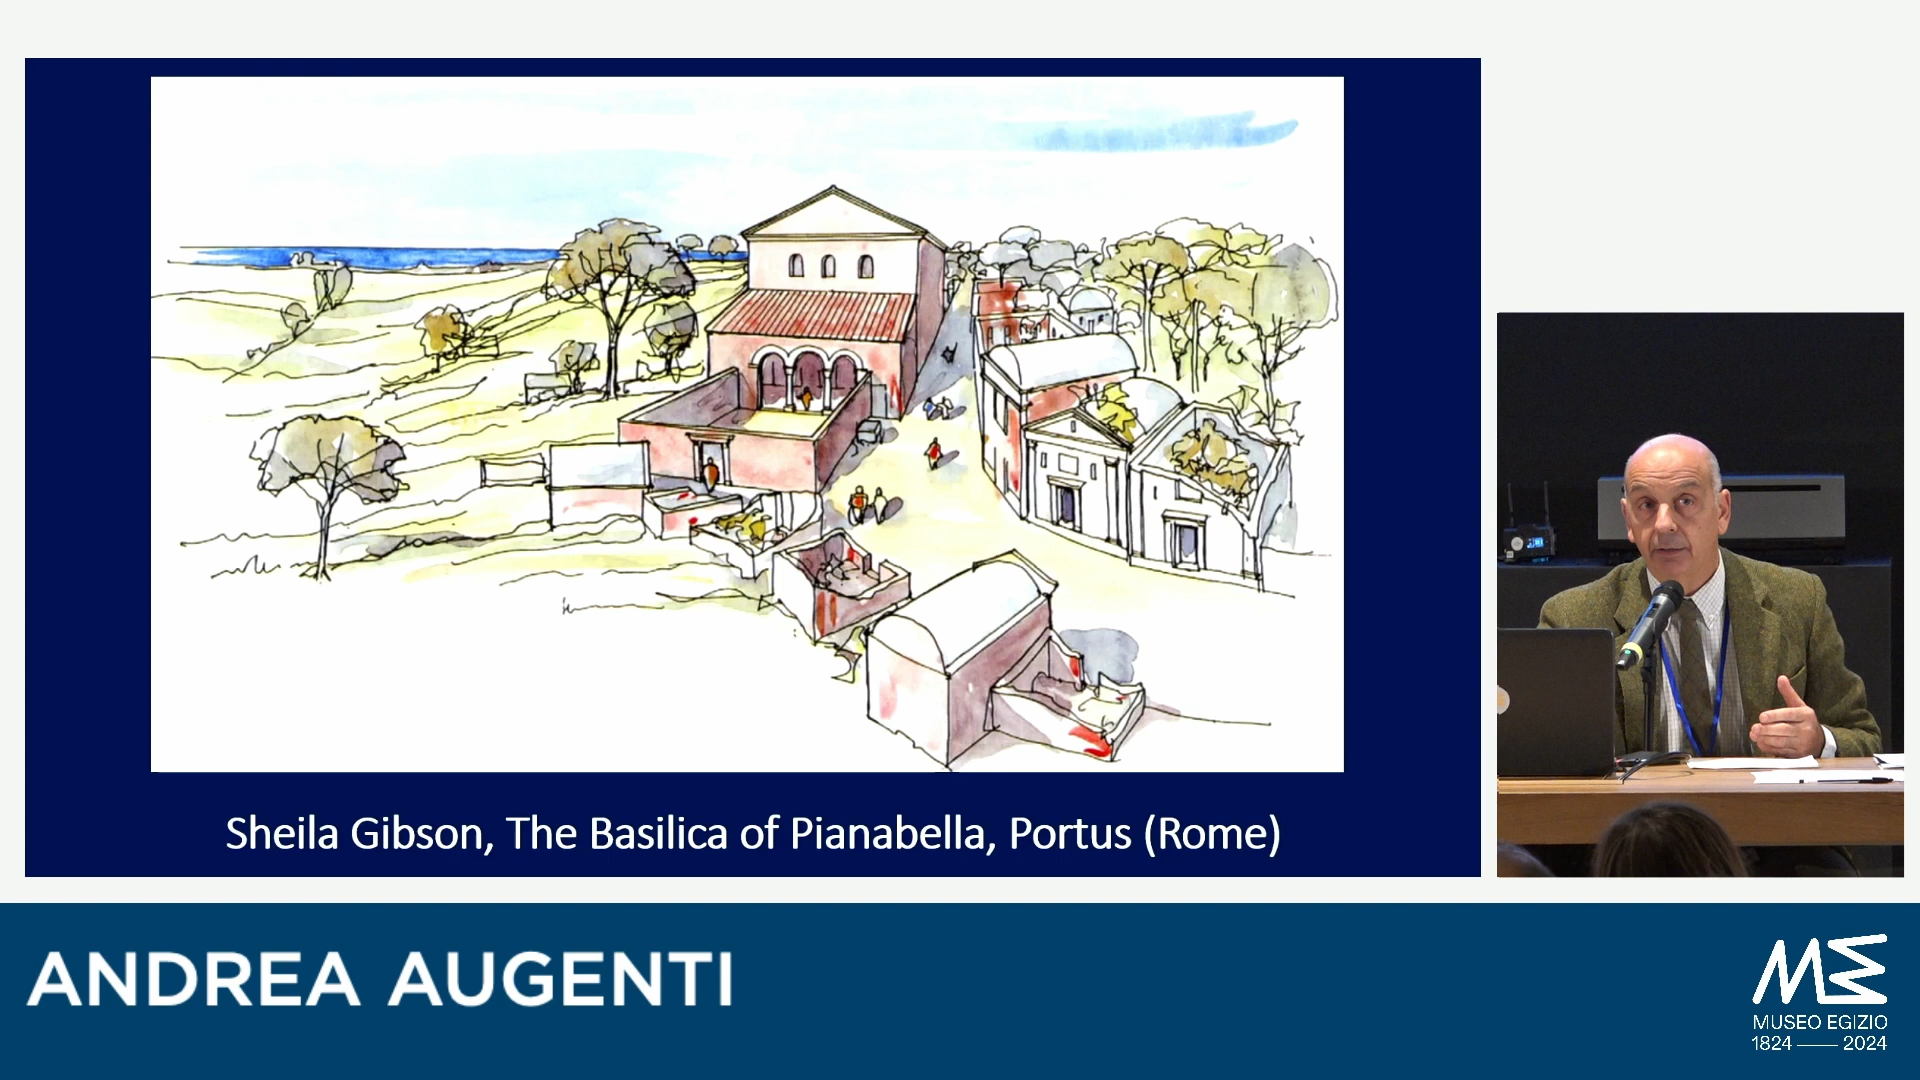 Sheila Gibson, The Basilica of Pianabella, Portus (Rome)
ANDREA AUGENTI
MUSEO EGIZIO
1824 — 2024